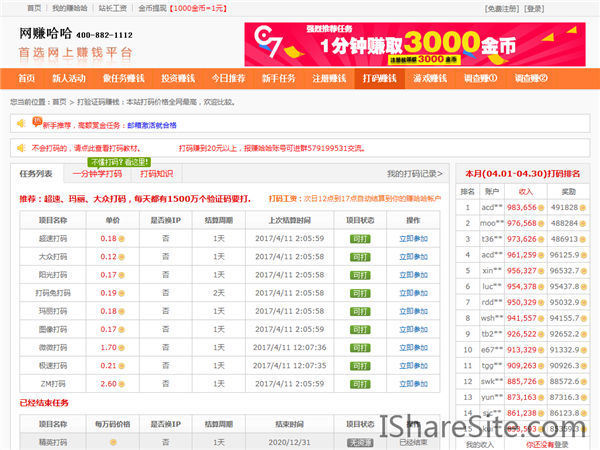 首页 我的赚哈哈 站长工资 金币提现【1000金币=1元】 [免费注册] [登录]
网赚哈哈 400-882-1112
首选网上赚钱平台
强烈推荐任务
1分钟赚取3000金币
首页 新人活动 象任务赚钱 投资赚钱 今日推荐 新手任务 注册赚钱 打码赚钱 游戏赚钱 调查赚① 调查赚②
您当前位置：首页 > 打验证码赚钱：本站打码价格全网最高，欢迎比较。
新手推荐，高额奖金任务：邮箱激活就合格
不会打码的，请点此查看打码教材。 打码赚到20元以上，报赚哈哈账号可进群579199531交流。
不懂打码？看这里！
任务列表 一分钟学打码 打码知识 我的打码记录>
推荐：超速、玛丽、大众打码，每天都有1500万个验证码要打. 打码工资：次日12点到17点自动结算到你的赚哈哈帐户
项目名称 单价 是否换IP 结算周期 上次结算时间 项目状态 操作
超速打码 0.18 否 1天 2017/4/11 2:05:59 可打 立即参加
大众打码 0.12 否 1天 2017/4/11 2:05:58 可打 立即参加
阳光打码 0.17 否 1天 2017/4/11 2:05:58 可打 立即参加
打码兔打码 0.19 否 2天 2017/4/11 2:05:58 可打 立即参加
玛丽打码 0.18 否 1天 2017/4/11 2:05:58 可打 立即参加
图像打码 0.17 否 1天 2017/4/11 2:05:59 可打 立即参加
微微打码 1.70 否 1天 2017/4/11 12:07:36 可打 立即参加
极速打码 0.21 否 1天 2017/4/11 12:07:35 可打 立即参加
ZM打码 2.60 否 1天 2017/4/11 2:05:59 可打 立即参加
已经结束任务
项目名称 每万码价格 是否换IP 结算周期 结束时间 项目状态 操作
精英打码 否 1天 2020/12/31 无资源 已经结束
本月(04.01-04.30)打码排行
排名 账户 收入 奖励
1 acd** 983,656 491828
2 moo** 976,568 488284
3 t36** 973,626 486913
4 acd** 961,259 96125.9
5 xin** 956,327 96532.7
6 luc** 954,378 95437.8
7 rdd** 950,329 95032.9
8 wsh** 941,557 94155.7
9 tb2** 926,522 92652.2
10 e67** 913,329 91332.9
11 tgg** 909,263 90926.3
12 swk** 885,726 88572.6
13 yun** 873,163 87316.3
14 sjc** 861,238 86123.8
15
我的收入 你还没有登录
IShareSite.com